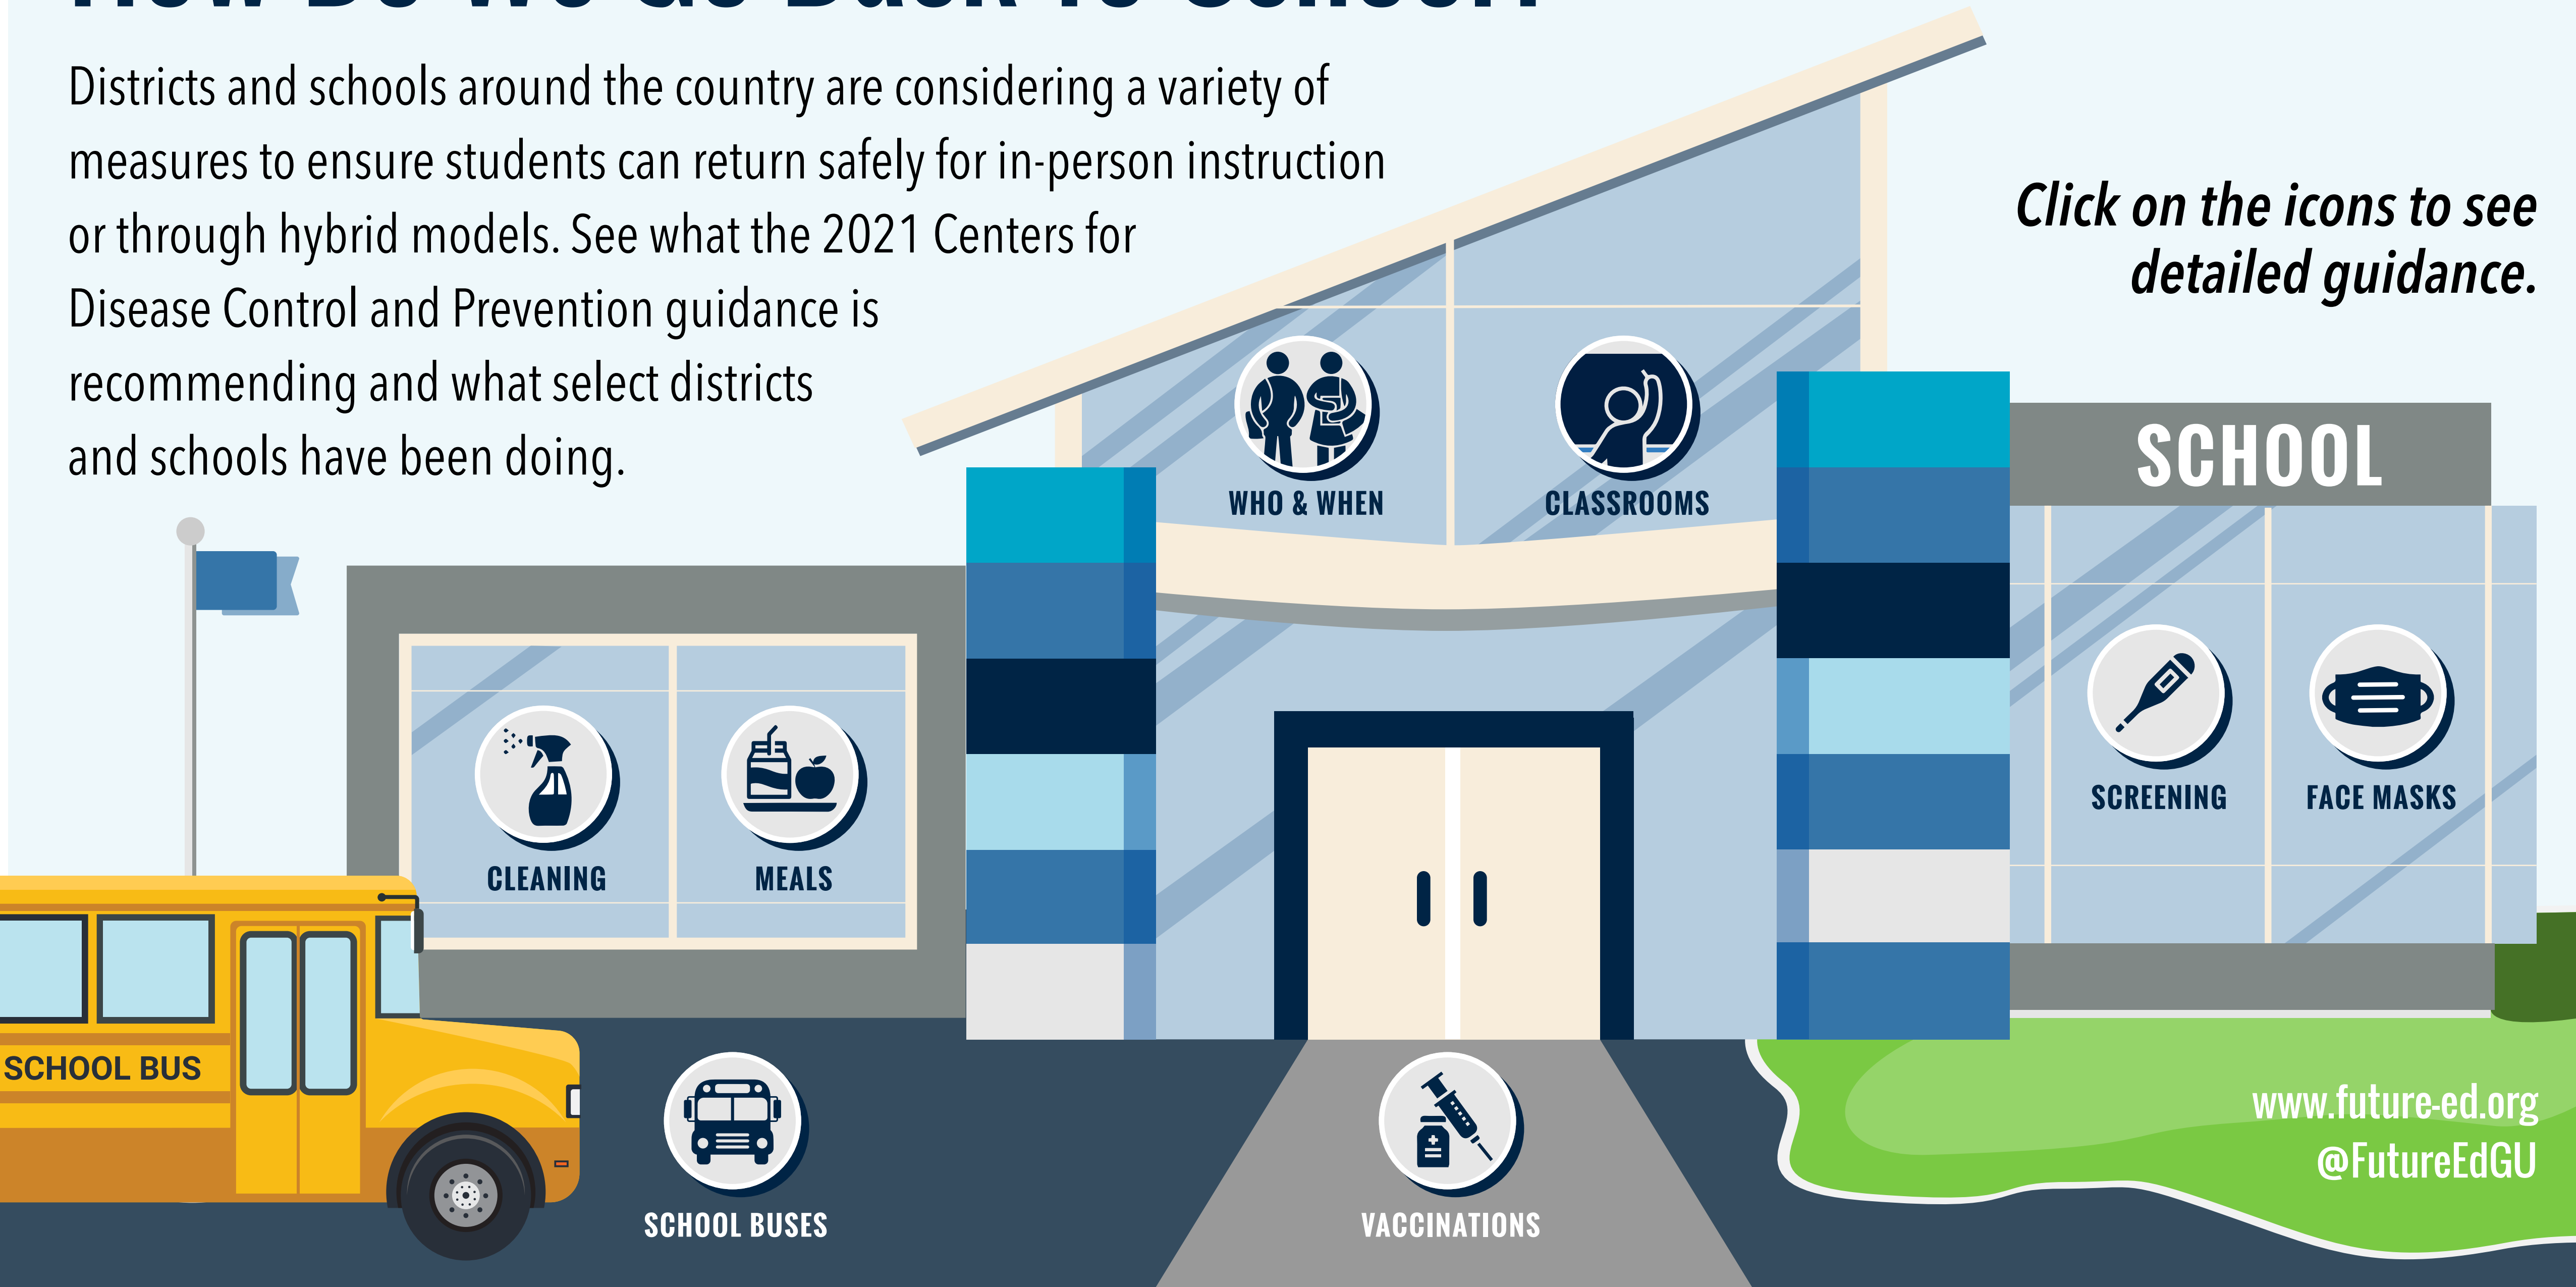 Districts and schools around the country are considering a variety of
measures to ensure students can return safely for in-person instruction
or through hybrid models. See what the 2021 Centers for
Disease Control and Prevention guidance is
recommending and what select districts
and schools have been doing.
Click on the icons to see
detailed guidance.
WHO & WHEN
CLASSROOMS
SCHOOL
SCREENING
FACE MASKS
CLEANING
MEALS
SCHOOL BUS
SCHOOL BUSES
VACCINATIONS
www.future-ed.org
@FutureEdGU